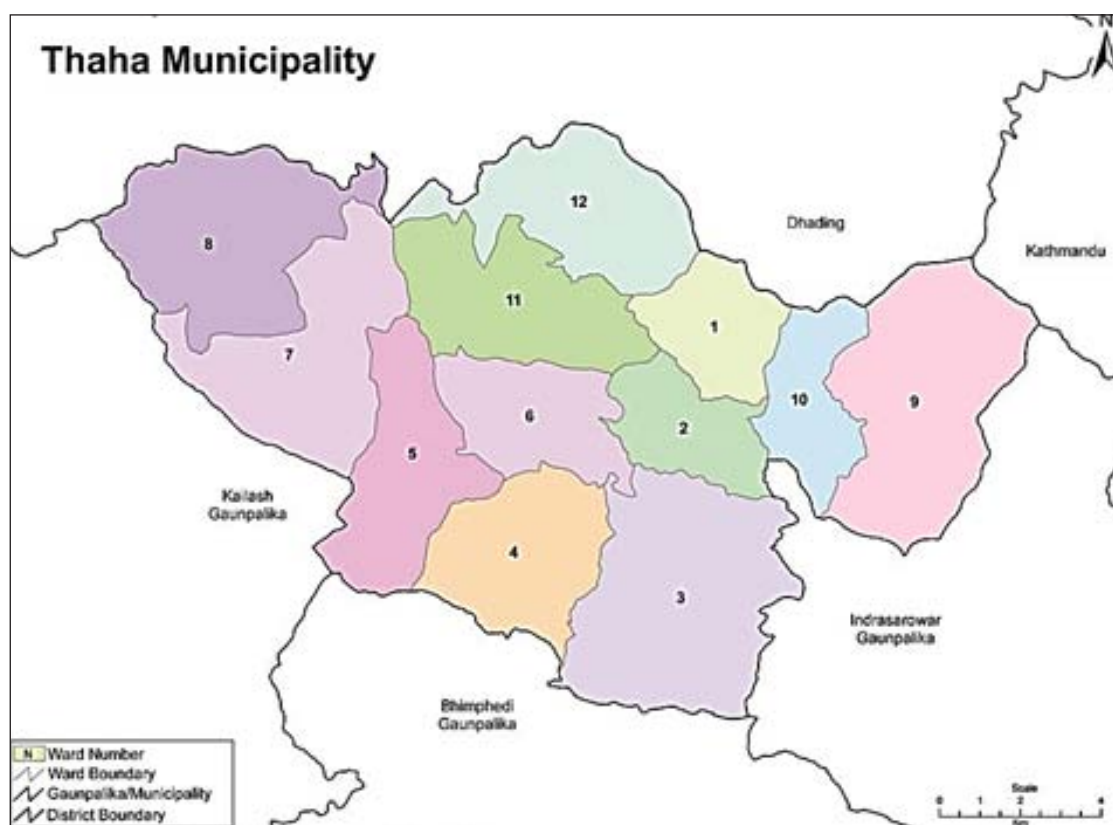 N
Thaha Municipality
12
Dhading
8
Kathmandu
11
1
7
10
9
6
2
5
Kailash
Gaunpalika
4
3
Indrasarowar
Gaunpalika
Bhimphedi
Gaunpalika
N Ward Number
Ward Boundary
Gaunpalika/Municipality
District Boundary
Scale
0 1 2 4